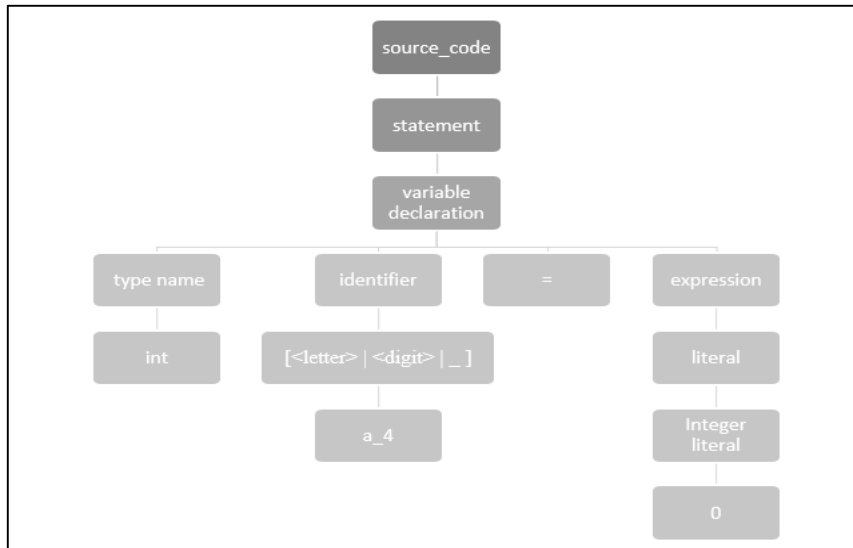 source_code
statement
variable
declaration
type name
identifier
=
expression
int
[<letter> | <digit> | _ ]
literal
a_4
Integer
literal
0